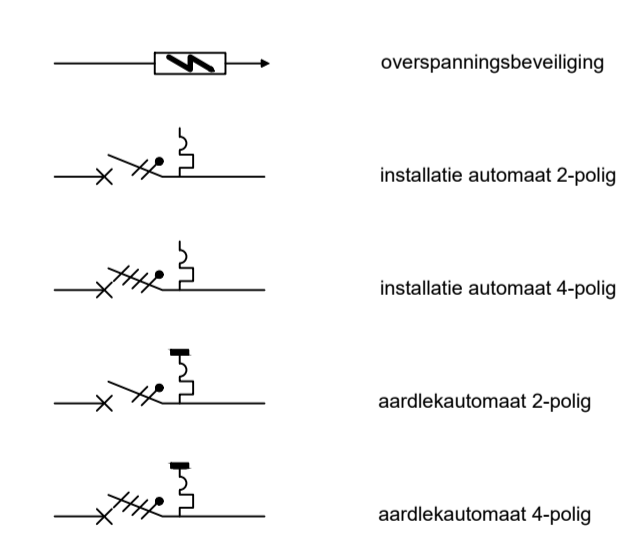 overspanningsbeveiliging
installatie automaat 2-polig
installatie automaat 4-polig
aardlekautomaat 2-polig
aardlekautomaat 4-polig